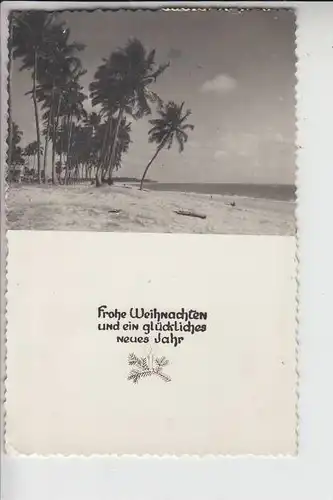 Frohe Weihnachten
und ein glückliches
neues Jahr